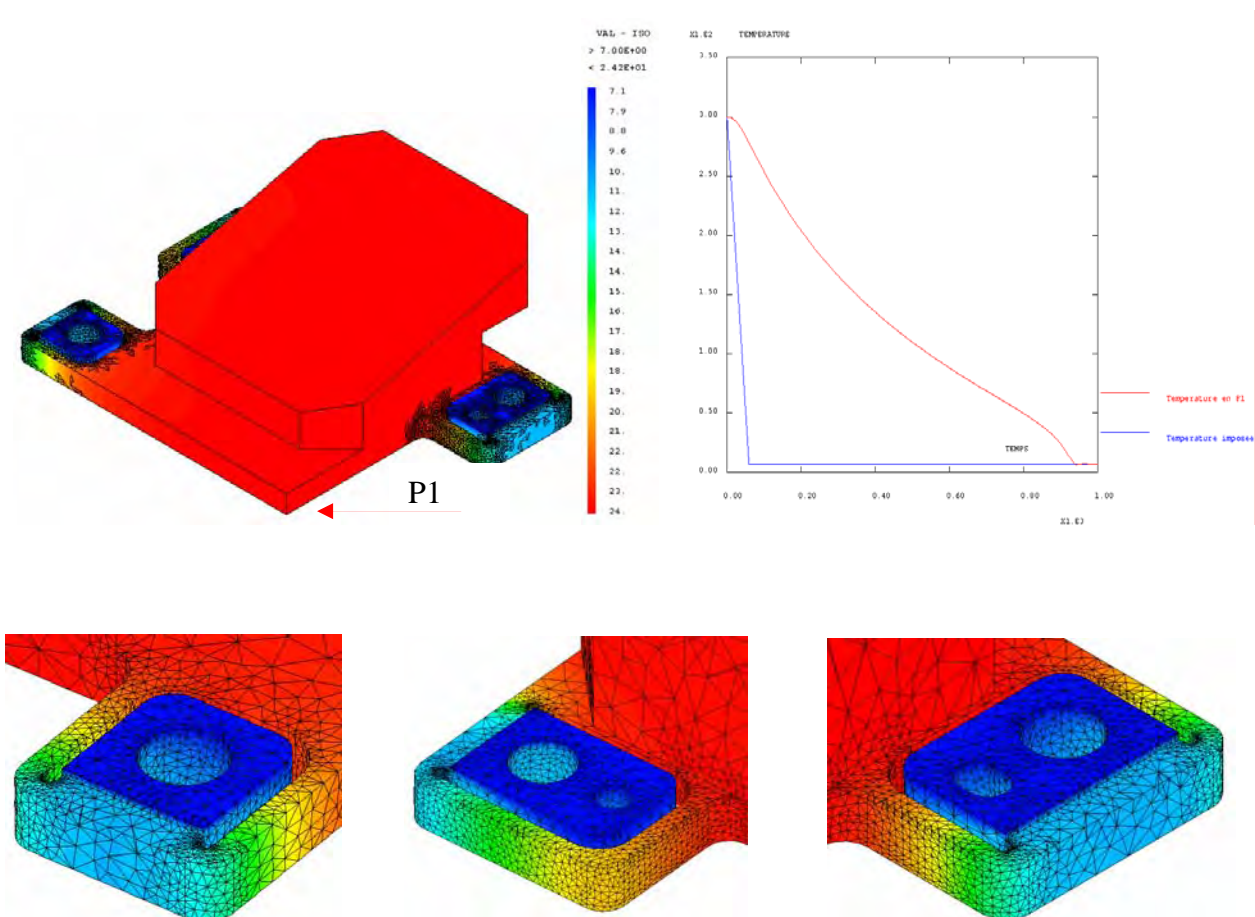 VAL - ISO
> 7.00E+00
< 2.42E+01
7.1
7.9
8.8
9.6
10.
11.
12.
13.
14.
14.
15.
16.
17.
18.
19.
20.
21.
22.
22.
23.
24.
P1
X1.E2 TEMPERATURE
3.50
3.00
2.50
2.00
1.50
1.00
0.50
0.00
TEMPS
0.00 0.20 0.40 0.60 0.80 1.00
X1.E3
Temperature en P1
Temperature imposee